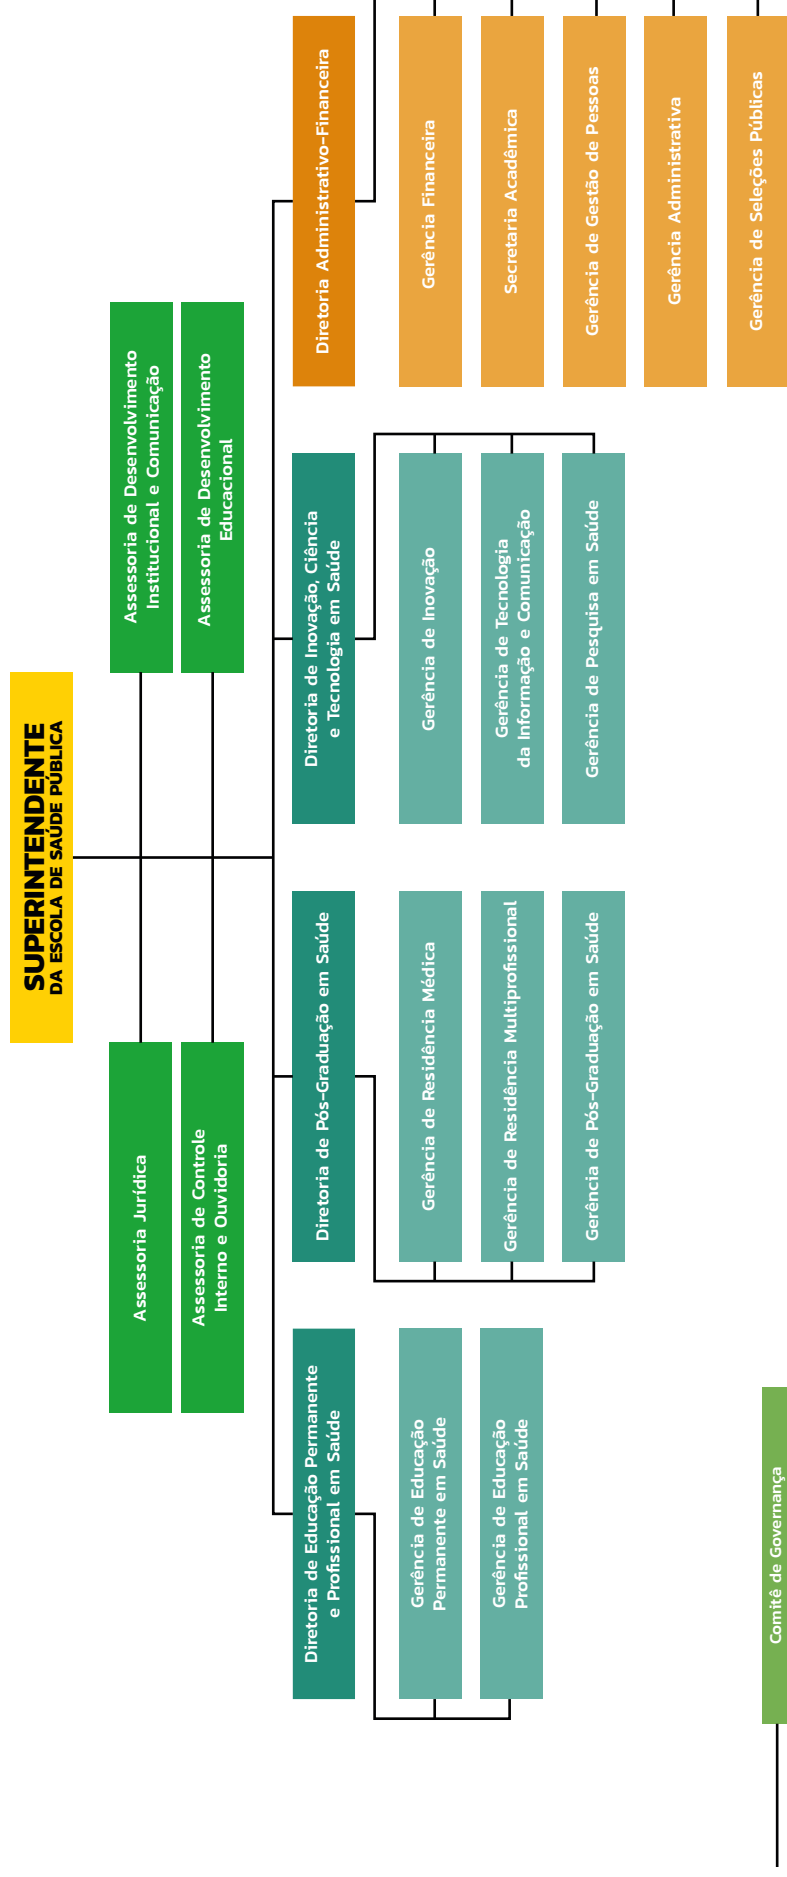 SUPERINTENDENTE
DA ESCOLA DE SAÚDE PÚBLICA
Assessoria Jurídica
Assessoria de Desenvolvimento
Institucional e Comunicação
Assessoria de Controle
Interno e Ouvidoria
Assessoria de Desenvolvimento
Educacional
Diretoria de Educação Permanente
e Profissional em Saúde
Diretoria de Pós-Graduação em Saúde
Diretoria de Inovação, Ciência
e Tecnologia em Saúde
Diretoria Administrativo-Financeira
Gerência de Educação
Permanente em Saúde
Gerência de Residência Médica
Gerência de Inovação
Gerência Financeira
Gerência de Educação
Profissional em Saúde
Gerência de Residência Multiprofissional
Gerência de Tecnologia
da Informação e Comunicação
Secretaria Acadêmica
Gerência de Pós-Graduação em Saúde
Gerência de Pesquisa em Saúde
Gerência de Gestão de Pessoas
Gerência Administrativa
Gerência de Seleções Públicas
Comitê de Governança